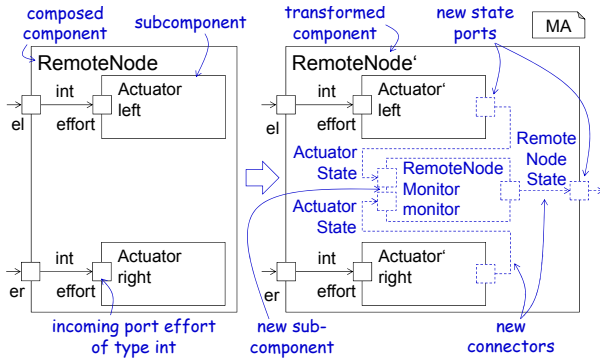 composed
component
subcomponent
transformed
component
new state
ports
MA
RemoteNode
Actuator
left
int
effort
el
Actuator
right
int
effort
er
incoming port effort
of type int
RemoteNode‘
Actuator‘
left
int
effort
el
Actuator
State
RemoteNode
Monitor
monitor
Actuator
State
Remote
Node
State
Actuator‘
right
int
effort
er
new sub-
component
new
connectors